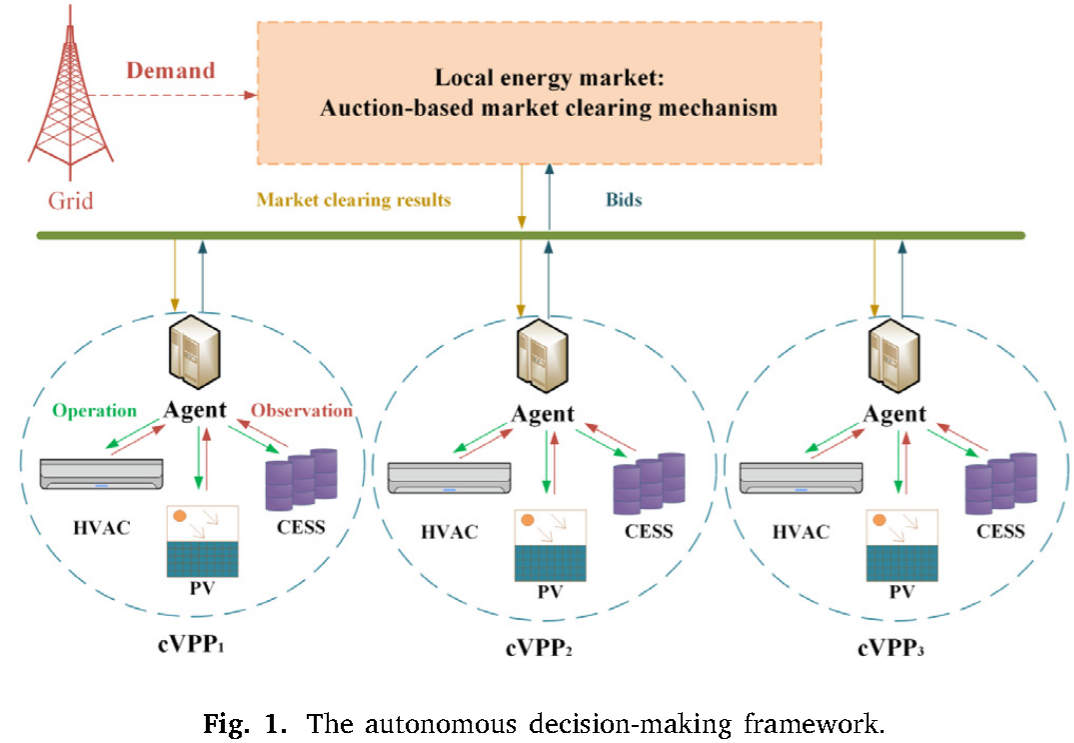 Demand
Local energy market:
Auction-based market clearing mechanism
Grid
Market clearing results
Bids
Operation
Agent
Observation
HVAC
PV
CESS
cVPP₁
Agent
HVAC
PV
CESS
cVPP₂
Agent
HVAC
PV
CESS
cVPP₃
Fig. 1. The autonomous decision-making framework.